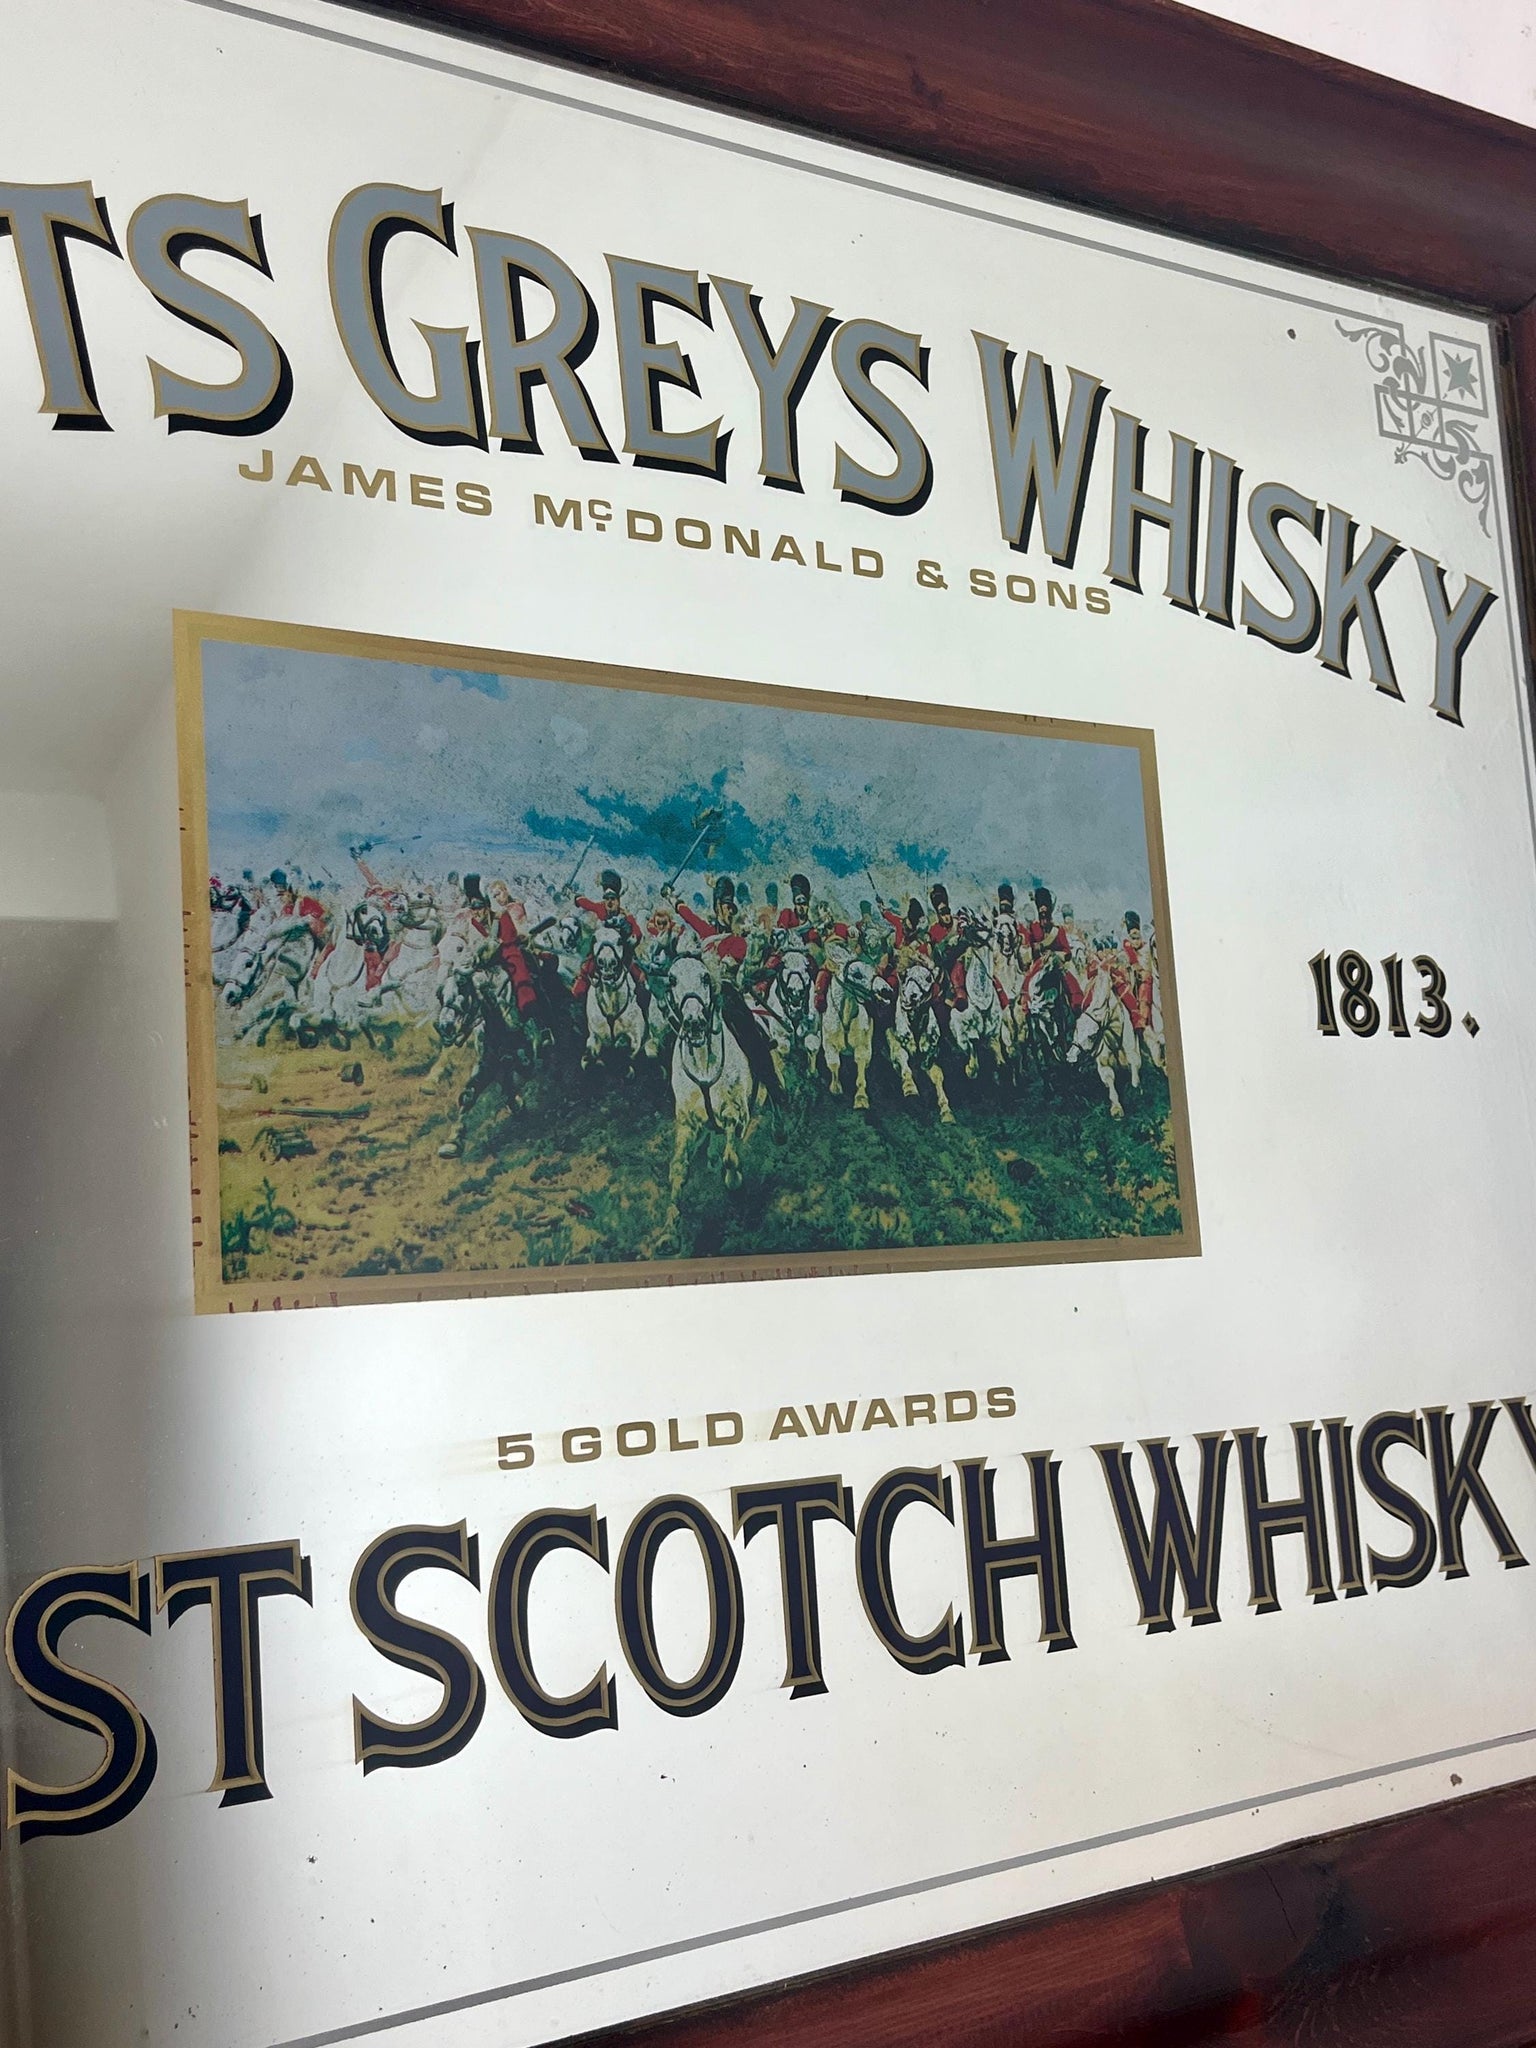 TS GREYS WHISKY
JAMES McDONALD & SONS
1813.
5 GOLD AWARDS
ST SCOTCH WHISKY